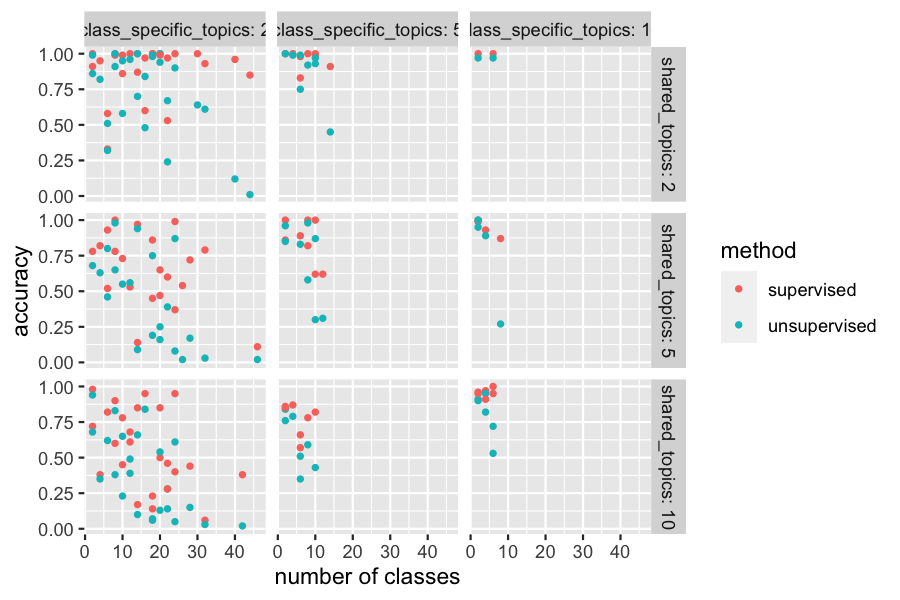 class_specific_topics: 2
class_specific_topics: 5
lass_specific_topics: 1
1.00
0.75
0.50
0.25
0.00
shared_topics: 2
1.00
0.75
0.50
0.25
0.00
shared_topics: 5
1.00
0.75
0.50
0.25
0.00
shared_topics: 10
0 10 20 30 40
0 10 20 30 40
0 10 20 30 40
number of classes
accuracy
method
supervised
unsupervised